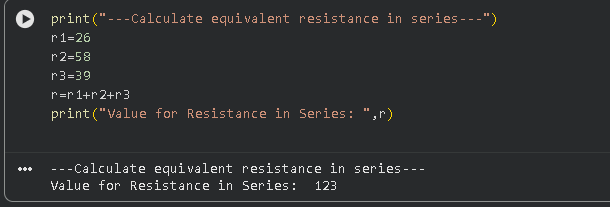 print("---Calculate equivalent resistance in series---")
r1=26
r2=58
r3=39
r=r1+r2+r3
print("Value for Resistance in Series: ",r)
---Calculate equivalent resistance in series---
Value for Resistance in Series:  123